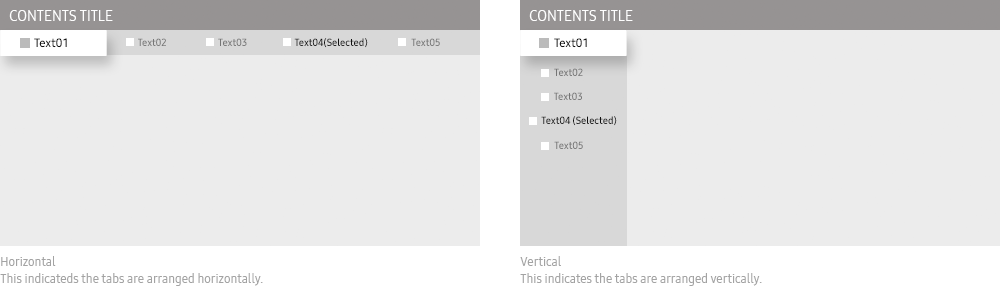 CONTENTS TITLE
Text01
Text02
Text03
Text04(Selected)
Text05
Horizontal
This indicateds the tabs are arranged horizontally.
CONTENTS TITLE
Text01
Text02
Text03
Text04 (Selected)
Text05
Vertical
This indicates the tabs are arranged vertically.